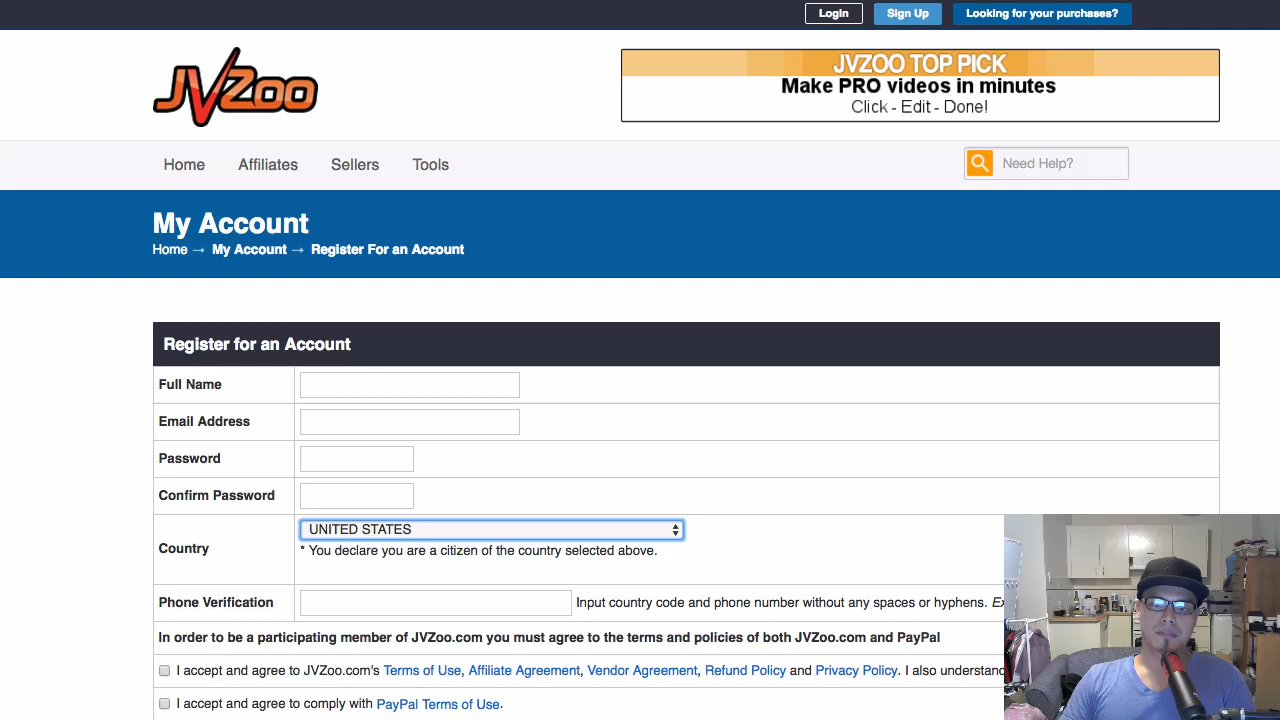 Login
Sign Up
Looking for your purchases?
JVZoo
JVZOO TOP PICK
Make PRO videos in minutes
Click - Edit - Done!
Home
Affiliates
Sellers
Tools
Need Help?
My Account
Home → My Account → Register For an Account
Register for an Account
Full Name
Email Address
Password
Confirm Password
Country
UNITED STATES
* You declare you are a citizen of the country selected above.
Phone Verification
Input country code and phone number without any spaces or hyphens.
In order to be a participating member of JVZoo.com you must agree to the terms and policies of both JVZoo.com and PayPal
I accept and agree to JVZoo.com's Terms of Use, Affiliate Agreement, Vendor Agreement, Refund Policy and Privacy Policy. I also understand
I accept and agree to comply with PayPal Terms of Use.